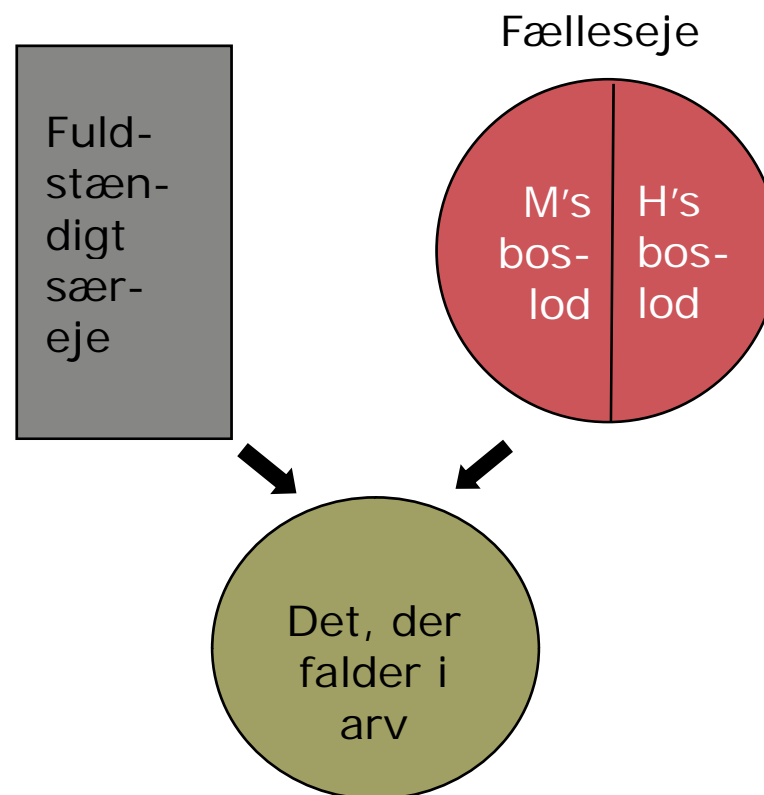 Fælleseje
Fuld-
stæn-
digt
sær-
eje
M's
bos-
lod
H's
bos-
lod
Det, der
falder i
arv